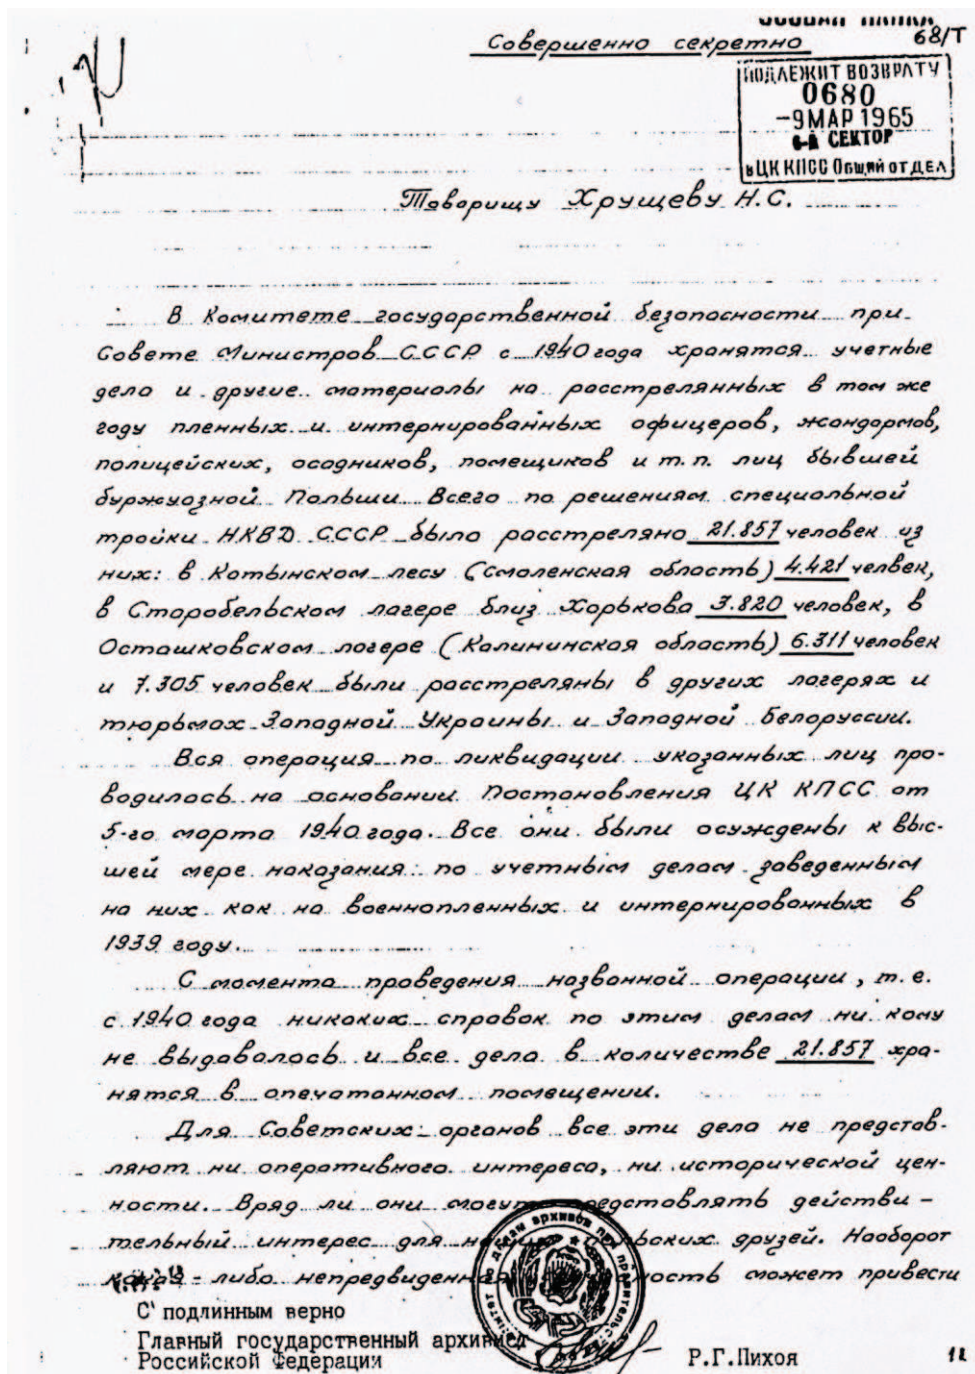 ОСОБАЯ ПАПКА
68/Т
Совершенно секретно
ПОДЛЕЖИТ ВОЗВРАТУ
0680
-9 МАР 1965
6-й СЕКТОР
в ЦК КПСС Общий отдел
Товарищу Хрущеву Н.С.
В Комитете государственной безопасности при
Совете Министров СССР с 1940 года хранятся учетные
дела и другие материалы на расстрелянных в том же
году пленных и интернированных офицеров, жандармов,
полицейских, осадников, помещиков и т.п. лиц бывшей
буржуазной Польши. Всего по решениям специальной
тройки НКВД СССР было расстреляно 21.857 человек из
них: в Катынском лесу (Смоленская область) 4.421 челвек,
в Старобельском лагере близ Харькова 3.820 человек, в
Осташковском лагере (Калининская область) 6.311 человек
и 7.305 человек были расстреляны в других лагерях и
тюрьмах Западной Украины и Западной Белоруссии.
Вся операция по ликвидации указанных лиц про-
водилась на основании Постановления ЦК КПСС от
5-го марта 1940 года. Все они были осуждены к выс-
шей мере наказания по учетным делам заведенным
на них как на военнопленных и интернированных в
1939 году.
С момента проведения названной операции, т.е.
с 1940 года никаких справок по этим делам ни кому
не выдавалось и все дела в количестве 21.857 хра-
нятся в опечатанном помещении.
Для Советских органов все эти дела не представ-
ляют ни оперативного интереса, ни исторической цен-
ности. Вряд ли они могут представлять действи-
тельный интерес для друзей. Наоборот
какая-либо сможет привести
С подлинным верно
Главный государственный архивист
Российской Федерации
Р.Г.Пихоя